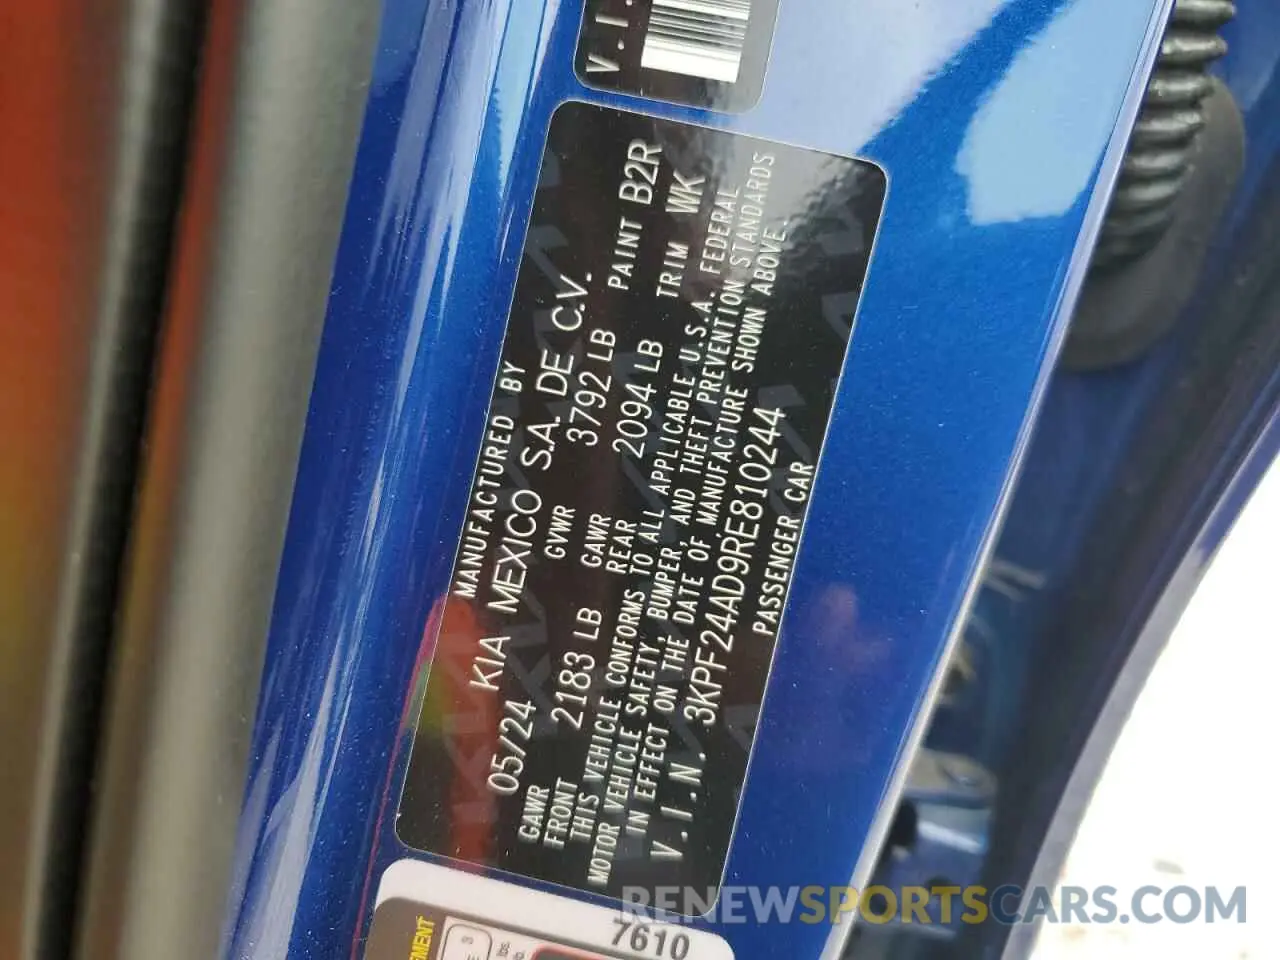 V.I.
MANUFACTURED BY
05/24 KIA MEXICO S.A. DE C.V.
GAWR FRONT 2183 LB GVWR 3792 LB PAINT B2R
GAWR REAR 2094 LB TRIM WK
THIS VEHICLE CONFORMS TO ALL APPLICABLE U.S.A. FEDERAL
MOTOR VEHICLE SAFETY, BUMPER, AND THEFT PREVENTION STANDARDS
IN EFFECT ON THE DATE OF MANUFACTURE SHOWN ABOVE.
V.I.N. 3KPF24AD9RE810244
PASSENGER CAR
7610
RENEWSPORTSCARS.COM